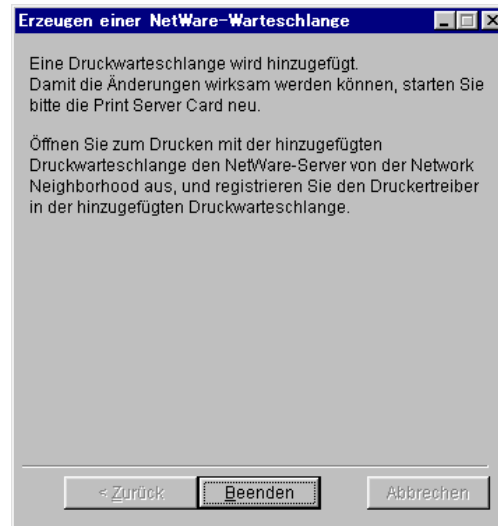 Erzeugen einer NetWare-Warteschlange
Eine Druckwarteschlange wird hinzugefügt.
Damit die Änderungen wirksam werden können, starten Sie
bitte die Print Server Card neu.
Öffnen Sie zum Drucken mit der hinzugefügten
Druckwarteschlange den NetWare-Server von der Network
Neighborhood aus, und registrieren Sie den Druckertreiber
in der hinzugefügten Druckwarteschlange.
< Zurück
Beenden
Abbrechen